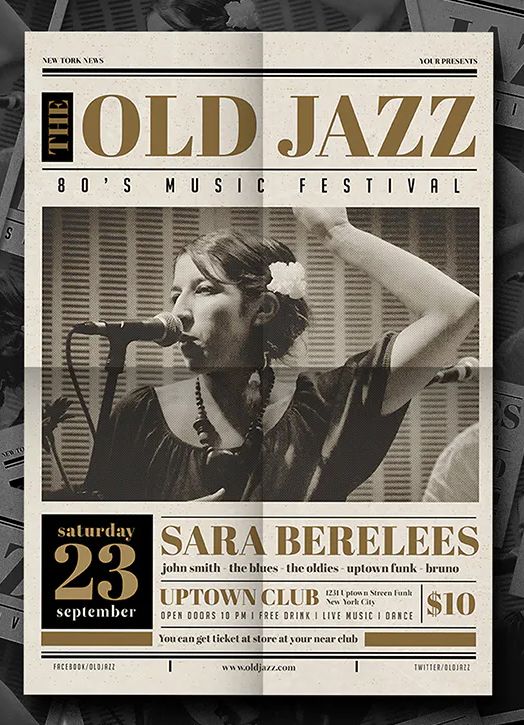 NEW YORK NEWS
YOUR PRESENTS
THE OLD JAZZ
80'S MUSIC FESTIVAL
saturday
23
september
SARA BERELEES
john smith - the blues - the oldies - uptown funk - bruno
UPTOWN CLUB
1231 Uptown Streen Funk
New York City
OPEN DOORS 10 PM | FREE DRINK | LIVE MUSIC | DANCE
$10
You can get ticket at store at your near club
FACEBOOK/OLDJAZZ
www.oldjazz.com
TWITTER/OLDJAZZ